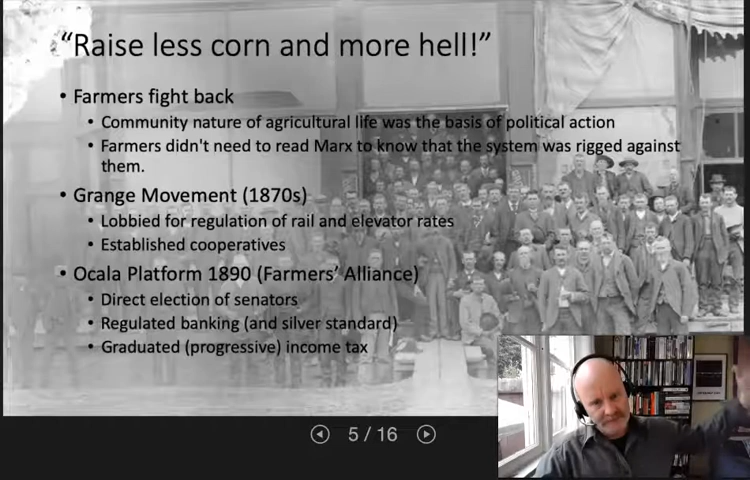 “Raise less corn and more hell!”
• Farmers fight back
• Community nature of agricultural life was the basis of political action
• Farmers didn't need to read Marx to know that the system was rigged against
them.
• Grange Movement (1870s)
• Lobbied for regulation of rail and elevator rates
• Established cooperatives
• Ocala Platform 1890 (Farmers’ Alliance)
• Direct election of senators
• Regulated banking (and silver standard)
• Graduated (progressive) income tax
5 / 16